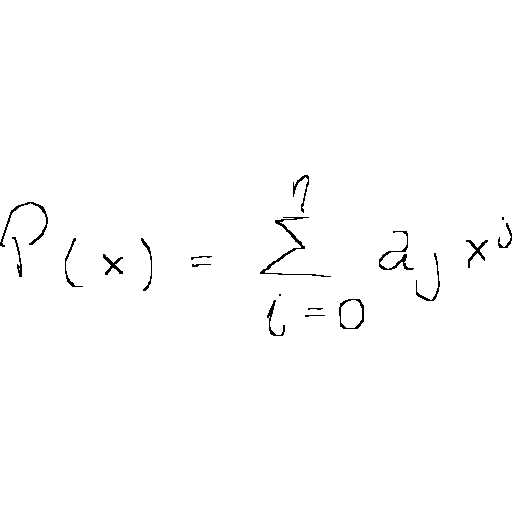 P(x) = \sum_{i=0}^{n} a_j x^j